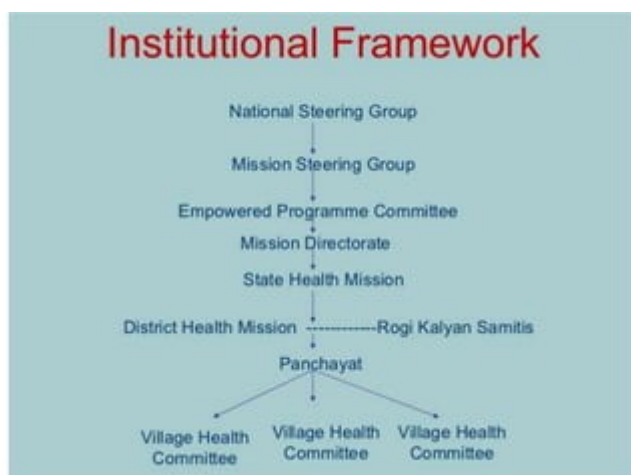 Institutional Framework
National Steering Group
Mission Steering Group
Empowered Programme Committee
Mission Directorate
State Health Mission
District Health Mission ------------Rogi Kalyan Samitis
Panchayat
Village Health
Committee
Village Health
Committee
Village Health
Committee